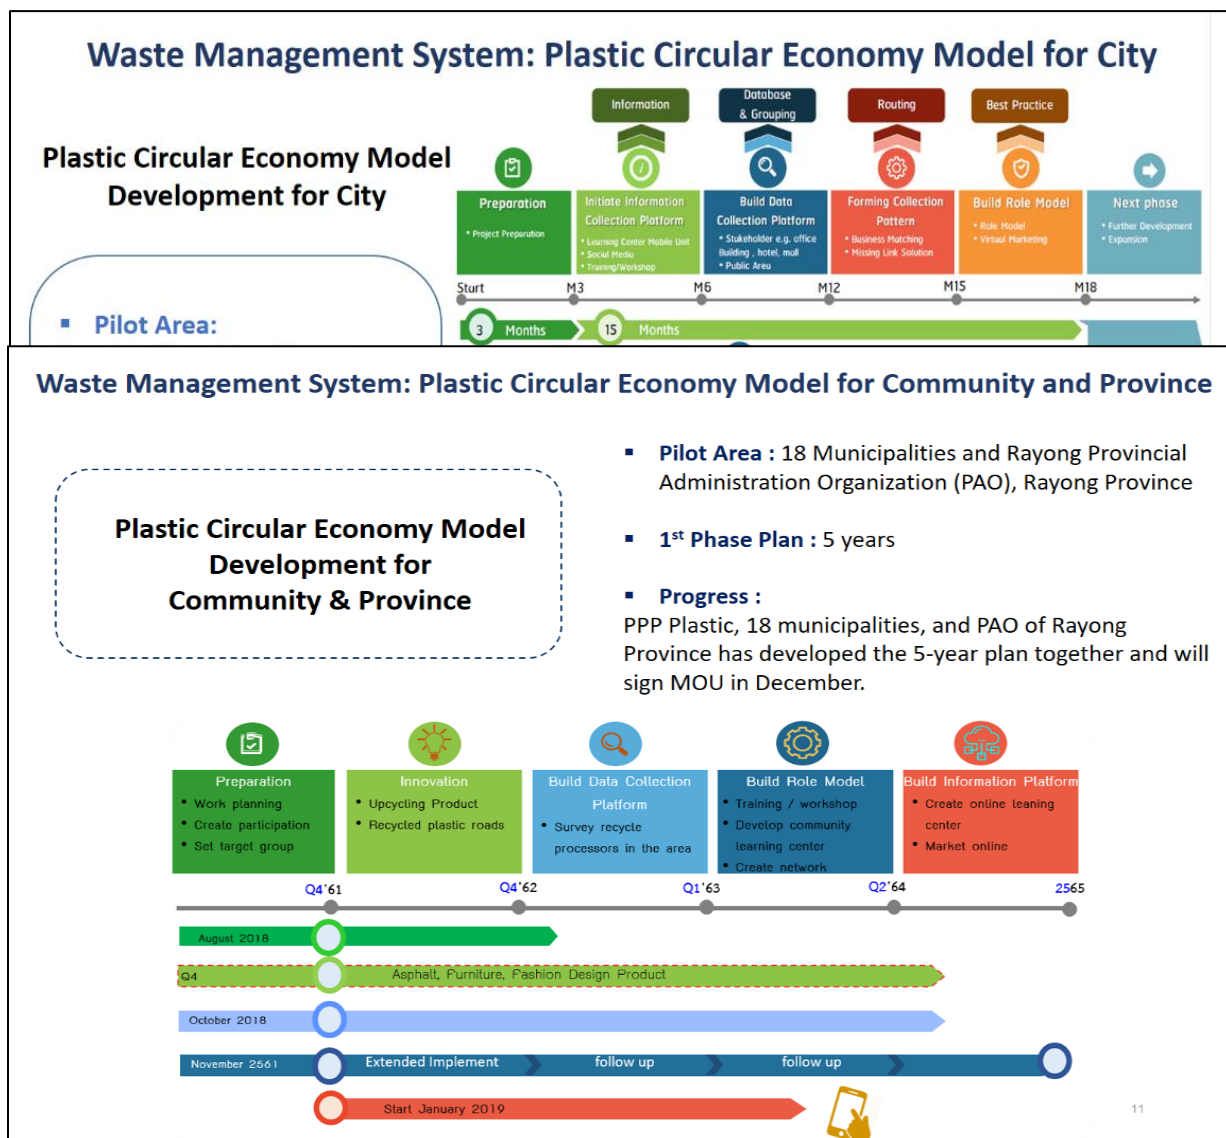 Waste Management System: Plastic Circular Economy Model for City
Plastic Circular Economy Model
Development for City
Pilot Area:
Information
Database
& Grouping
Routing
Best Practice
Preparation
Project Preparation
Initiate Information
Collection Platform
Learning Center Mobile Unit
Social Media
Training/Workshop
Build Data
Collection Platform
Stakeholder e.g. office
Building , hotel, mall
Public Area
Forming Collection
Pattern
Business Matching
Missing Link Solution
Build Role Model
Role Model
Virtual Marketing
Next phase
Further Development
Expansion
Start M3 M6 M12 M15 M18
3 Months 15 Months
Waste Management System: Plastic Circular Economy Model for Community and Province
Plastic Circular Economy Model
Development for
Community & Province
Pilot Area : 18 Municipalities and Rayong Provincial
Administration Organization (PAO), Rayong Province
1st Phase Plan : 5 years
Progress :
PPP Plastic, 18 municipalities, and PAO of Rayong
Province has developed the 5-year plan together and will
sign MOU in December.
Preparation
Work planning
Create participation
Set target group
Innovation
Upcycling Product
Recycled plastic roads
Build Data Collection
Platform
Survey recycle
processors in the area
Build Role Model
Training / workshop
Develop community
learning center
Create network
Build Information Platform
Create online leaning
center
Market online
Q4'61 Q4'62 Q1'63 Q2'64 2565
August 2018
Q4 Asphalt, Furniture, Fashion Design Product
October 2018
November 2561 Extended Implement follow up follow up
Start January 2019
11